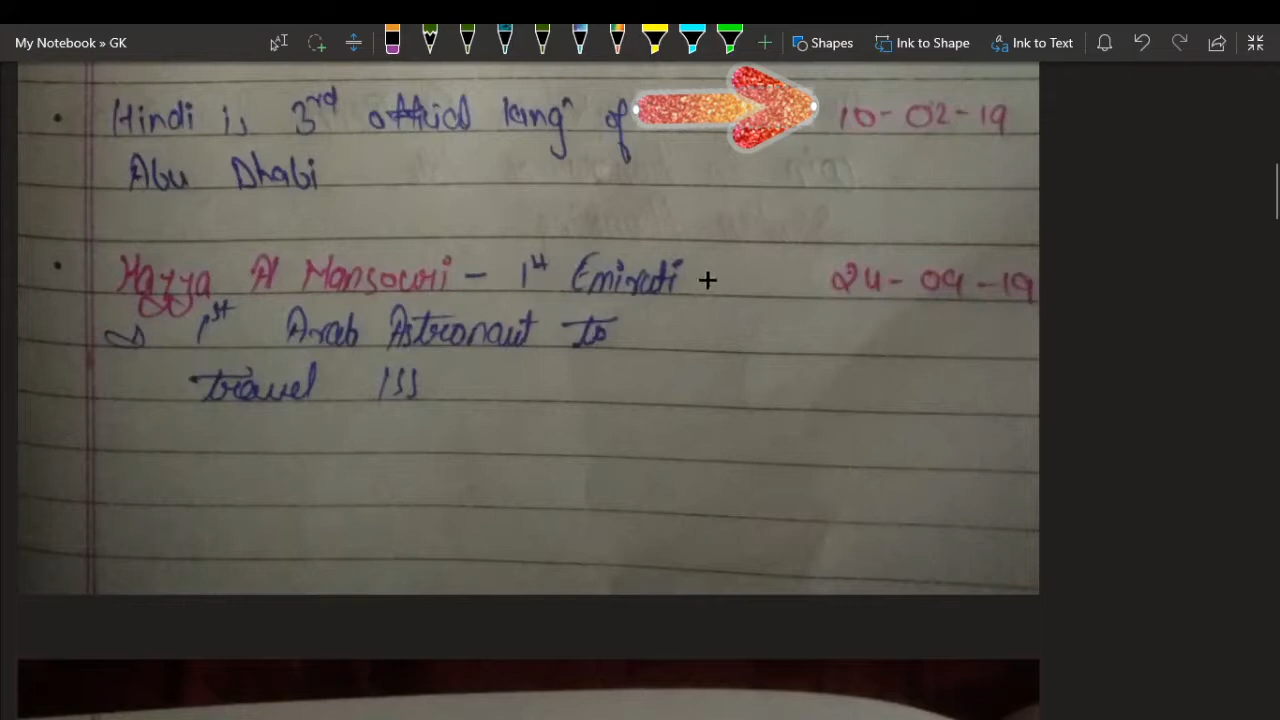 My Notebook » GK
Shapes
Ink to Shape
Ink to Text
Hindi is 3rd official langn of 10-02-19
Abu Dhabi
Hazza Al Mansoori - 1st Emirati + 24-09-19
1st Arab Astronaut to
travel ISS